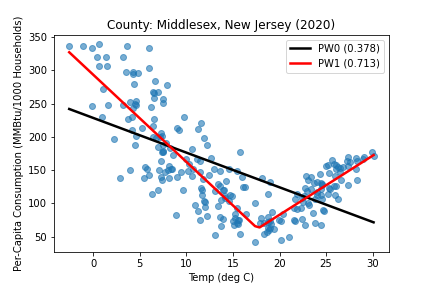 County: Middlesex, New Jersey (2020)
Per-Capita Consumption (MMBtu/1000 Households)
350
300
250
200
150
100
50
PW0 (0.378)
PW1 (0.713)
0 5 10 15 20 25 30
Temp (deg C)